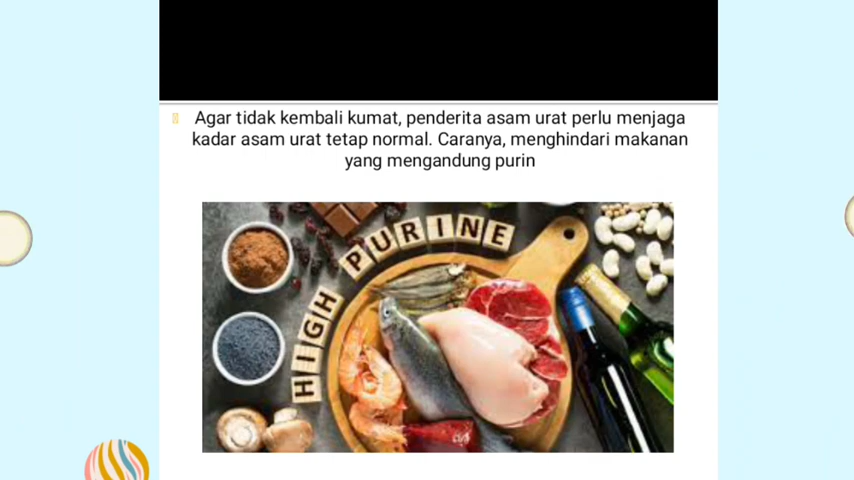 Agar tidak kembali kumat, penderita asam urat perlu menjaga
kadar asam urat tetap normal. Caranya, menghindari makanan
yang mengandung purin
HIGH PURINE